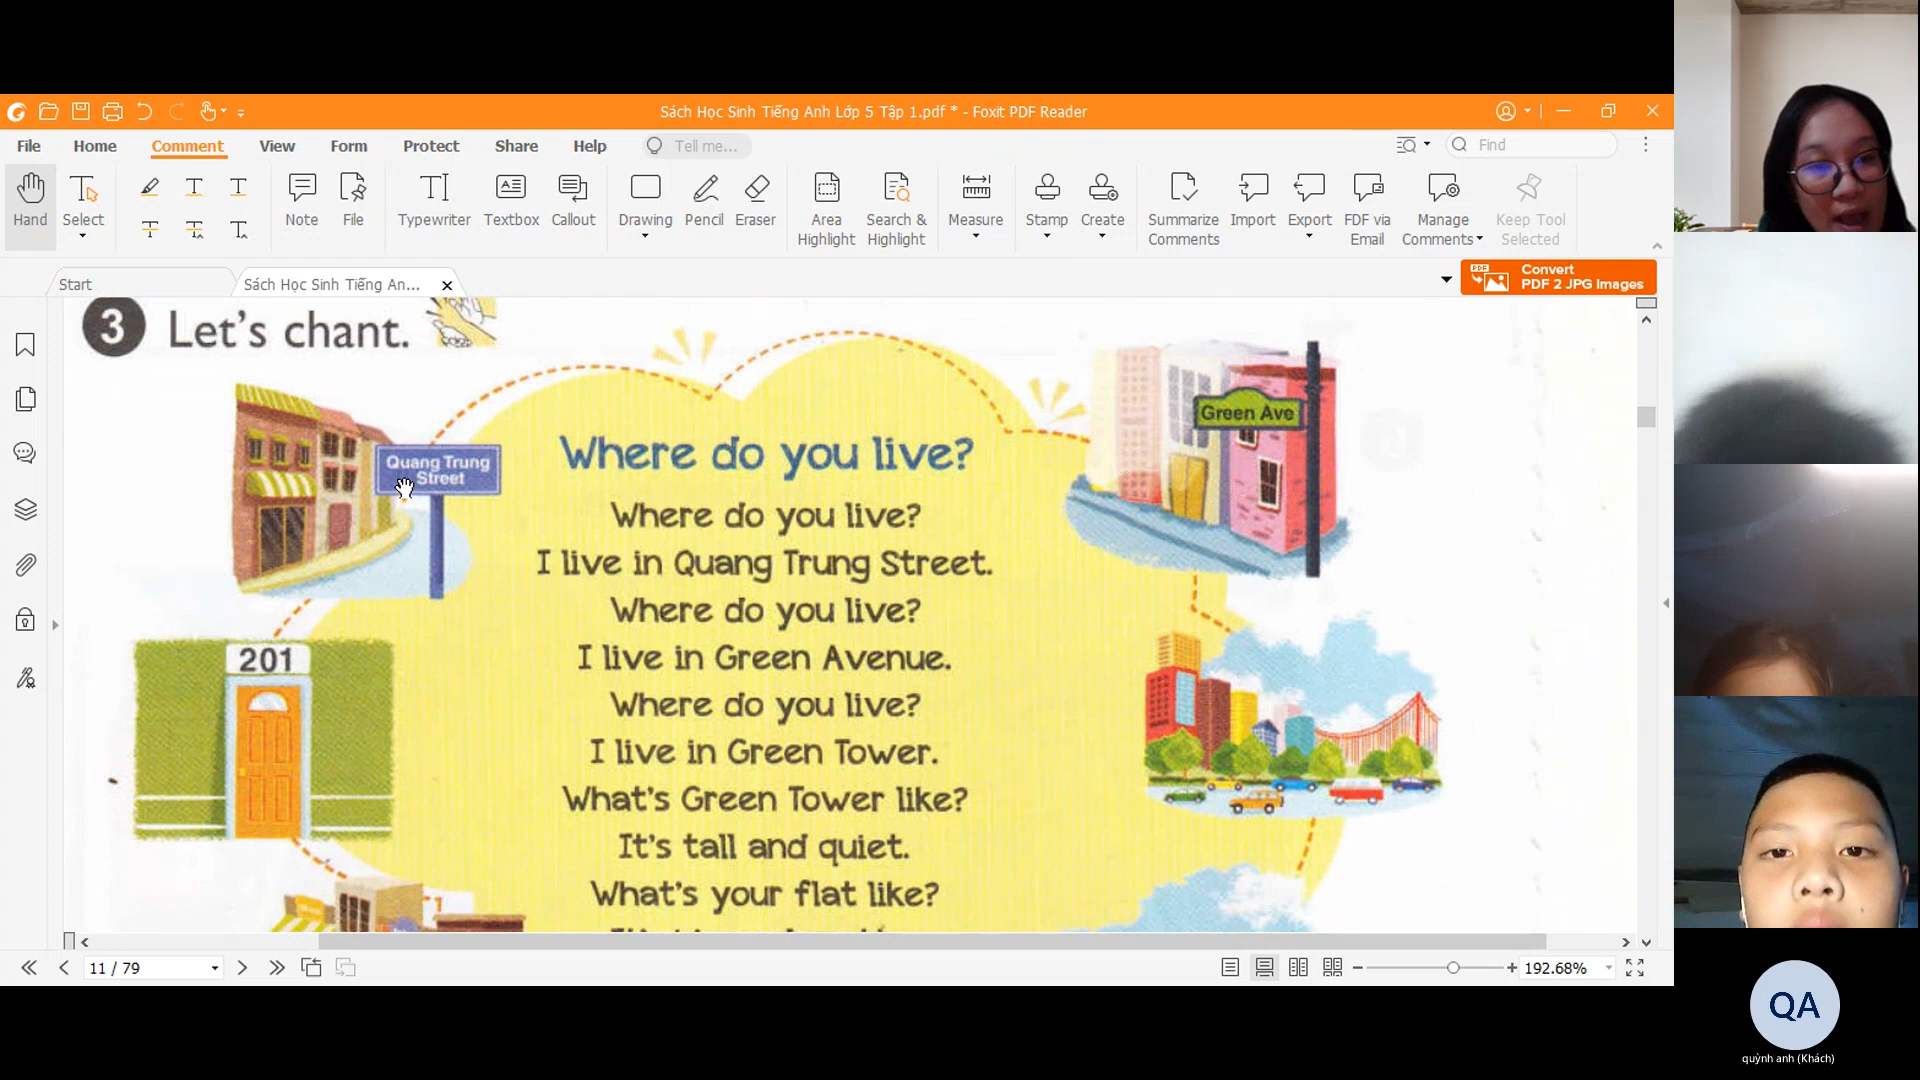 Sách Học Sinh Tiếng Anh Lớp 5 Tập 1.pdf * - Foxit PDF Reader
File Home Comment View Form Protect Share Help Tell me... Find
Hand
Select
Note
File
Typewriter
Textbox
Callout
Drawing
Pencil
Eraser
Area Highlight
Search & Highlight
Measure
Stamp
Create
Summarize Comments
Import
Export
FDF via Email
Manage Comments
Keep Tool Selected
Start
Sách Học Sinh Tiếng An...
PDF
Convert
PDF 2 JPG Images
3 Let's chant.
Quang Trung
Street
Green Ave
201
Where do you live?
Where do you live?
I live in Quang Trung Street.
Where do you live?
I live in Green Avenue.
Where do you live?
I live in Green Tower.
What's Green Tower like?
It's tall and quiet.
What's your flat like?
11 / 79
192.68%
QA
quỳnh anh (Khách)